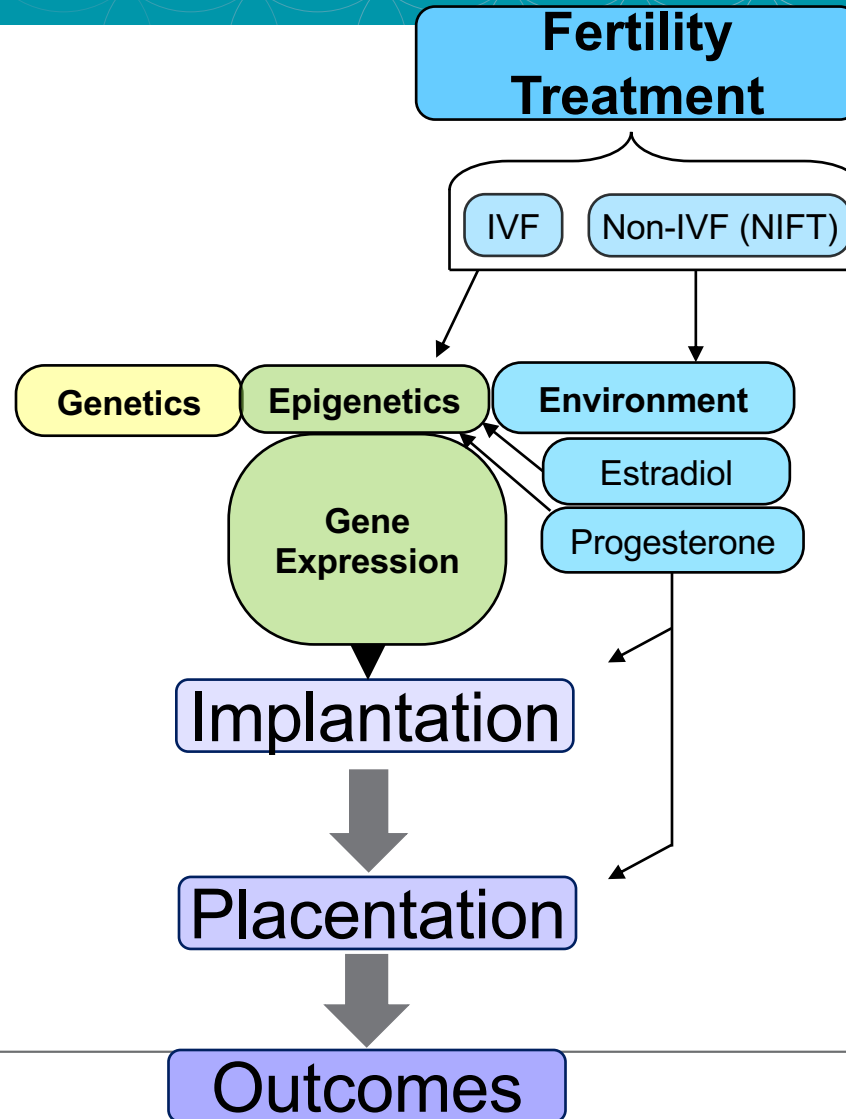 Fertility
Treatment
IVF
Non-IVF (NIFT)
Genetics
Epigenetics
Environment
Estradiol
Progesterone
Gene
Expression
Implantation
Placentation
Outcomes